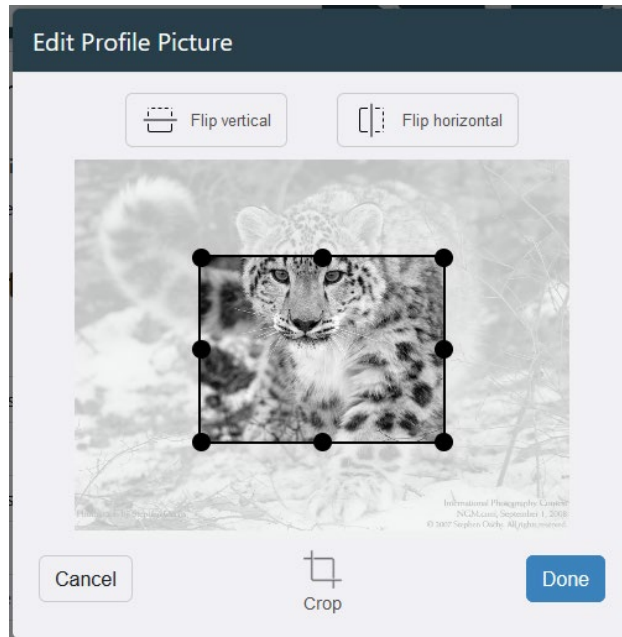 Edit Profile Picture
Flip vertical
Flip horizontal
International Photography Contest
NGM.com, September 1, 2008
© 2007 Stephen Oachs. All rights reserved.
Cancel
Crop
Done